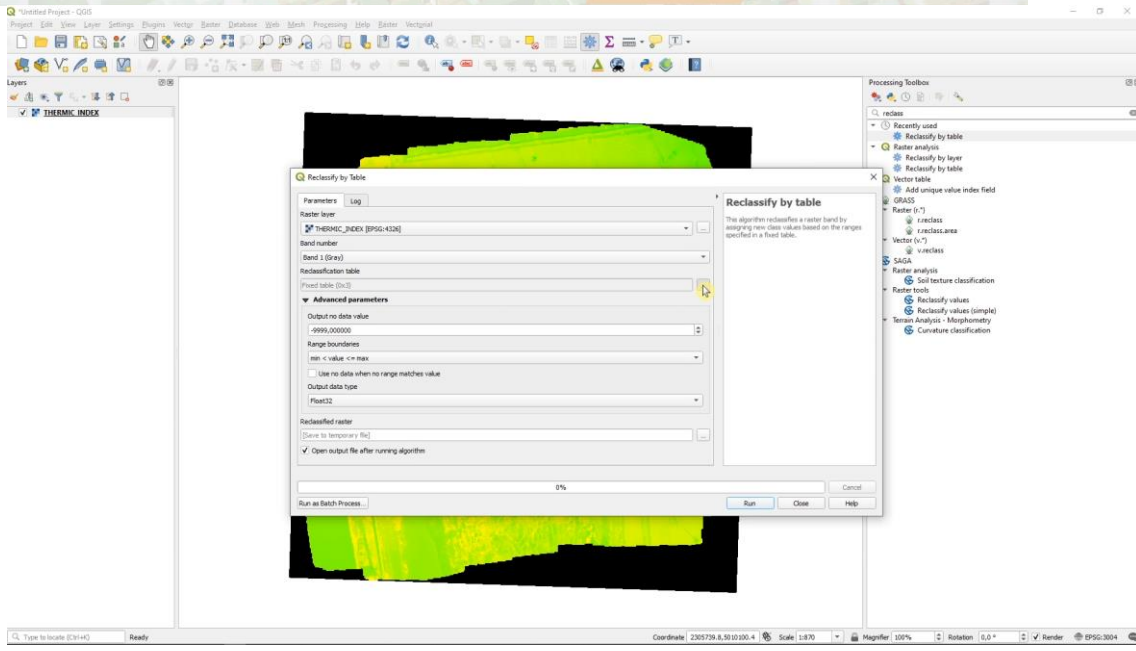 *Untitled Project - QGIS
Project Edit View Layer Settings Plugins Vector Raster Database Web Mesh Processing Help Raster Vectorial
Layers
THERMIC_INDEX
Reclassify by Table
Parameters Log
Raster layer
THERMIC_INDEX [EPSG:4326]
Band number
Band 1 (Gray)
Reclassification table
Fixed table (0x3)
Advanced parameters
Output no data value
-9999,000000
Range boundaries
min < value <= max
Use no data when no range matches value
Output data type
Float32
Reclassified raster
[Save to temporary file]
Open output file after running algorithm
0%
Cancel
Run as Batch Process...
Run Close Help
Reclassify by table
This algorithm reclassifies a raster band by
assigning new class values based on the ranges
specified in a fixed table.
Processing Toolbox
reclass
Recently used
Reclassify by table
Raster analysis
Reclassify by layer
Reclassify by table
Vector table
Add unique value index field
GRASS
Raster (r.*)
r.reclass
r.reclass.area
Vector (v.*)
v.reclass
SAGA
Raster analysis
Soil texture classification
Raster tools
Reclassify values
Reclassify values (simple)
Terrain Analysis - Morphometry
Curvature classification
Type to locate (Ctrl+K) Ready Coordinate 2305739.8,5010100.4 Scale 1:870 Magnifier 100% Rotation 0,0 ° Render EPSG:3004